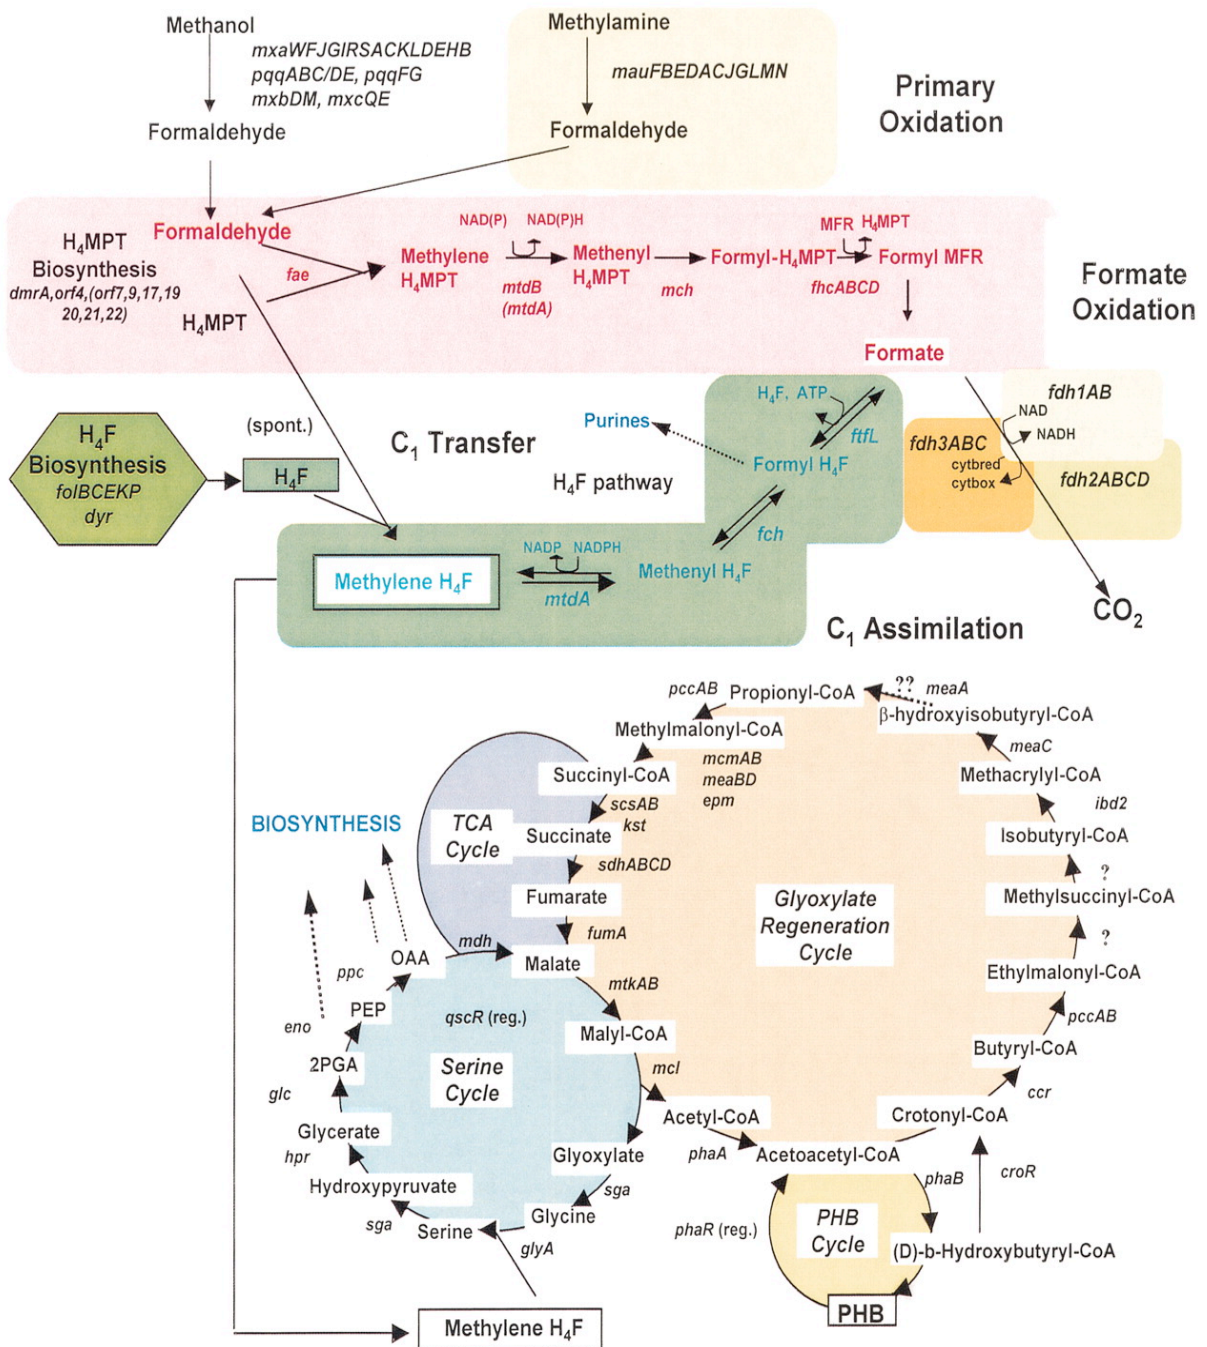 Methanol
mxaWFJGIRSACKLDEHB
pqqABC/DE, pqqFG
mxbDM, mxcQE
Formaldehyde
Methylamine
mauFBEDACJGLMN
Formaldehyde
Primary
Oxidation
H₄MPT
Biosynthesis
dmrA,orf4,(orf7,9,17,19
20,21,22)
Formaldehyde
fae
H₄MPT
Methylene
H₄MPT
NAD(P)
NAD(P)H
mtdB
(mtdA)
Methenyl
H₄MPT
mch
Formyl-H₄MPT
MFR
H₄MPT
fhcABCD
Formyl MFR
Formate
Formate
Oxidation
H₄F
Biosynthesis
folBCEKP
dyr
(spont.)
H₄F
C₁ Transfer
H₄F pathway
Purines
H₄F, ATP
ftfL
Formyl H₄F
fch
Methylene H₄F
NADP
NADPH
mtdA
Methenyl H₄F
fdh1AB
NAD
NADH
fdh3ABC
cytbred
cytbox
fdh2ABCD
CO₂
C₁ Assimilation
pccAB
Propionyl-CoA
??
meaA
β-hydroxyisobutyryl-CoA
Methylmalonyl-CoA
mcmAB
meaBD
epm
meaC
Methacrylyl-CoA
Succinyl-CoA
scsAB
kst
ibd2
Isobutyryl-CoA
BIOSYNTHESIS
TCA
Cycle
Succinate
sdhABCD
?
Fumarate
Glyoxylate
Regeneration
Cycle
Methylsuccinyl-CoA
fumA
?
mdh
OAA
Malate
Ethylmalonyl-CoA
ppc
mtkAB
PEP
qscR (reg.)
pccAB
eno
Malyl-CoA
Butyryl-CoA
2PGA
Serine
Cycle
mcl
glc
ccr
Acetyl-CoA
Crotonyl-CoA
Glycerate
hpr
Glyoxylate
phaA
Acetoacetyl-CoA
Hydroxypyruvate
sga
phaB
croR
Glycine
sga
Serine
glyA
phaR (reg.)
PHB
Cycle
(D)-b-Hydroxybutyryl-CoA
PHB
Methylene H₄F